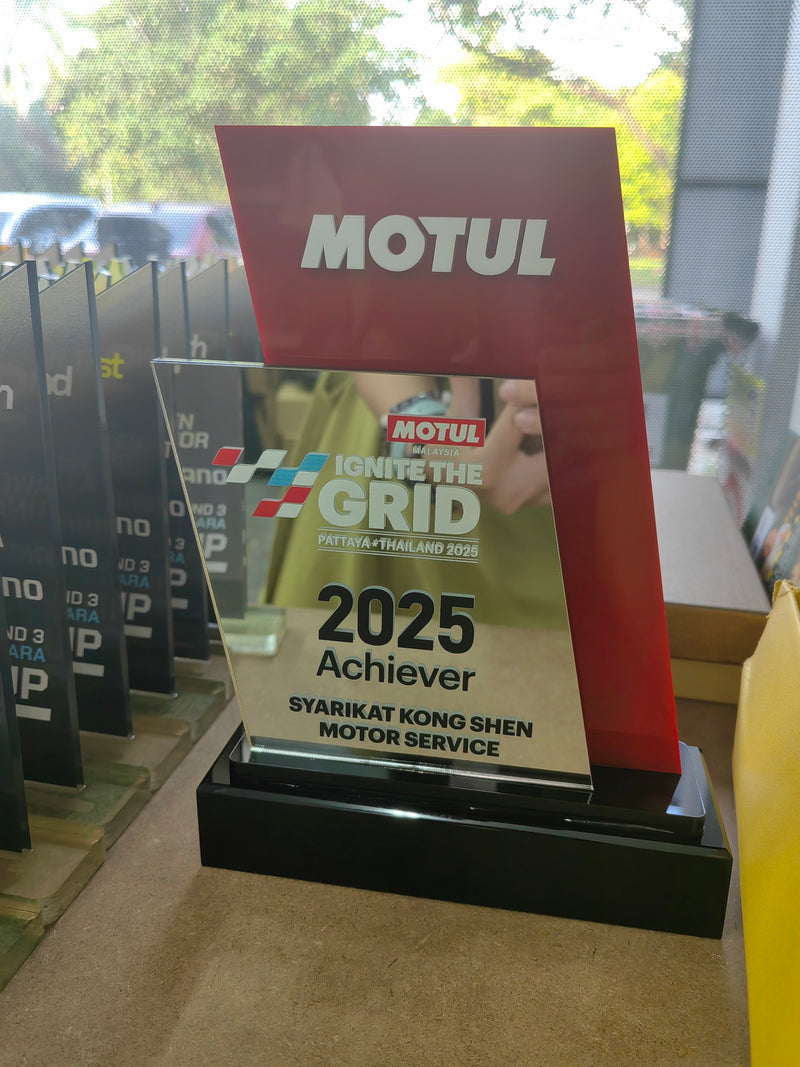 MOTUL
MOTUL
MALAYSIA
IGNITE THE
GRID
PATTAYA★THAILAND 2025
2025
Achiever
SYARIKAT KONG SHEN
MOTOR SERVICE